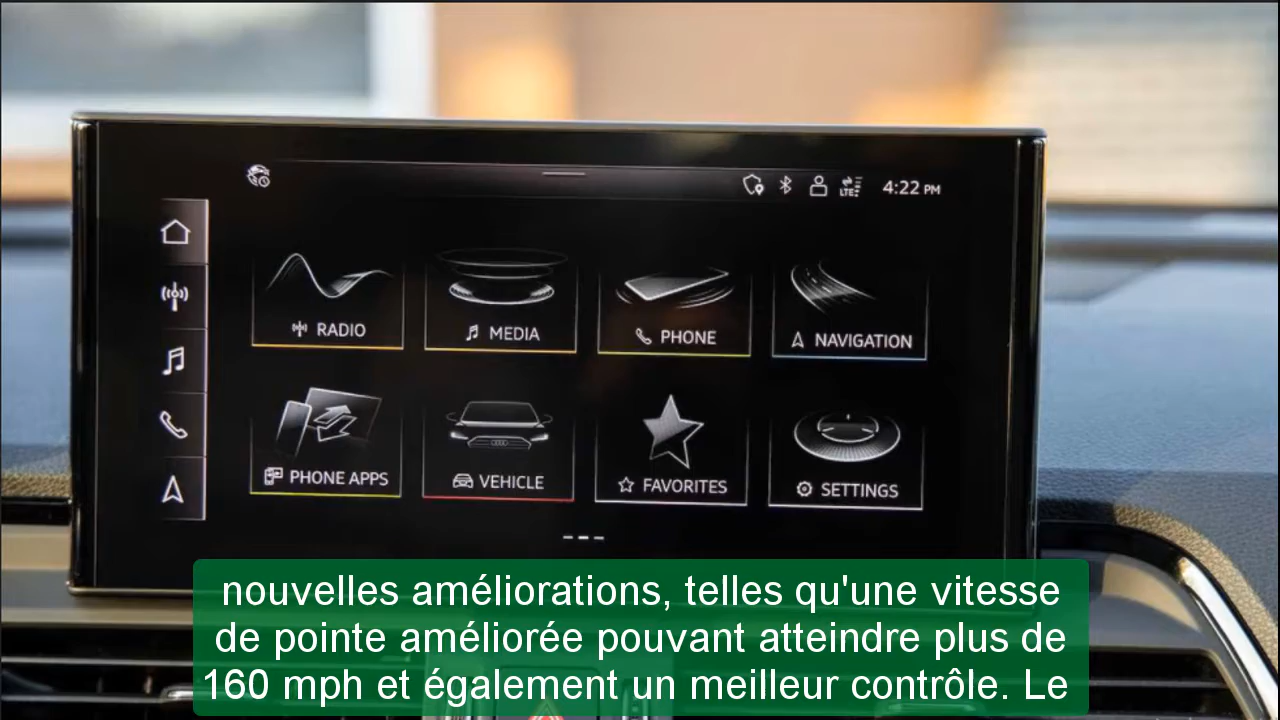 LTE
4:22 PM
RADIO
MEDIA
PHONE
NAVIGATION
PHONE APPS
VEHICLE
FAVORITES
SETTINGS
nouvelles améliorations, telles qu'une vitesse
de pointe améliorée pouvant atteindre plus de
160 mph et également un meilleur contrôle. Le